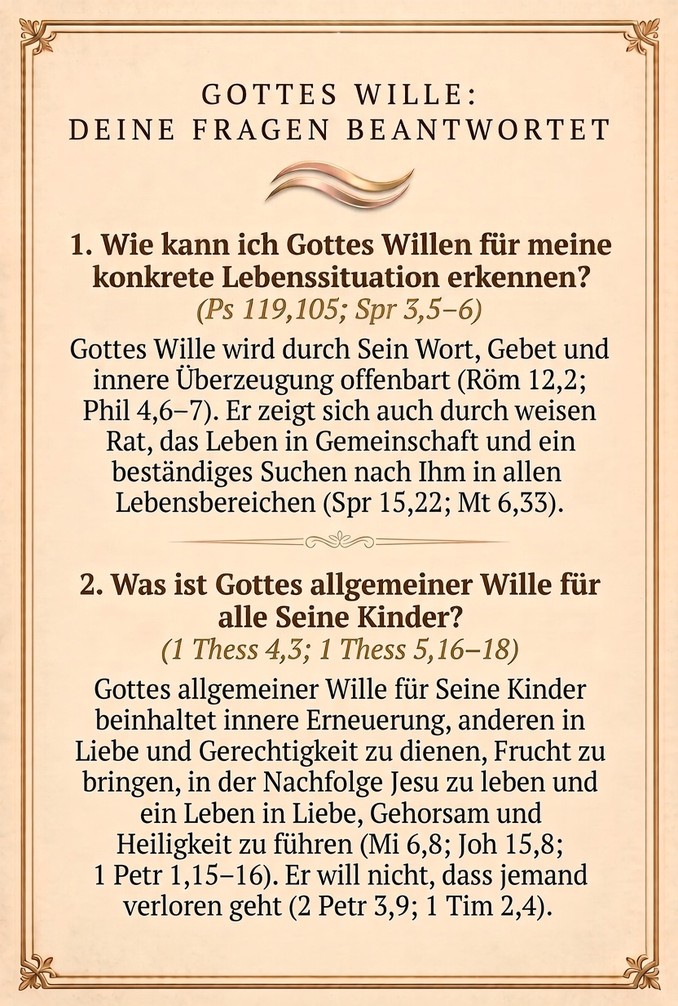 GOTTES WILLE:
DEINE FRAGEN BEANTWORTET
1. Wie kann ich Gottes Willen für meine
konkrete Lebenssituation erkennen?
(Ps 119,105; Spr 3,5–6)
Gottes Wille wird durch Sein Wort, Gebet und
innere Überzeugung offenbart (Röm 12,2;
Phil 4,6–7). Er zeigt sich auch durch weisen
Rat, das Leben in Gemeinschaft und ein
beständiges Suchen nach Ihm in allen
Lebensbereichen (Spr 15,22; Mt 6,33).
2. Was ist Gottes allgemeiner Wille für
alle Seine Kinder?
(1 Thess 4,3; 1 Thess 5,16–18)
Gottes allgemeiner Wille für Seine Kinder
beinhaltet innere Erneuerung, anderen in
Liebe und Gerechtigkeit zu dienen, Frucht zu
bringen, in der Nachfolge Jesu zu leben und
ein Leben in Liebe, Gehorsam und
Heiligkeit zu führen (Mi 6,8; Joh 15,8;
1 Petr 1,15–16). Er will nicht, dass jemand
verloren geht (2 Petr 3,9; 1 Tim 2,4).